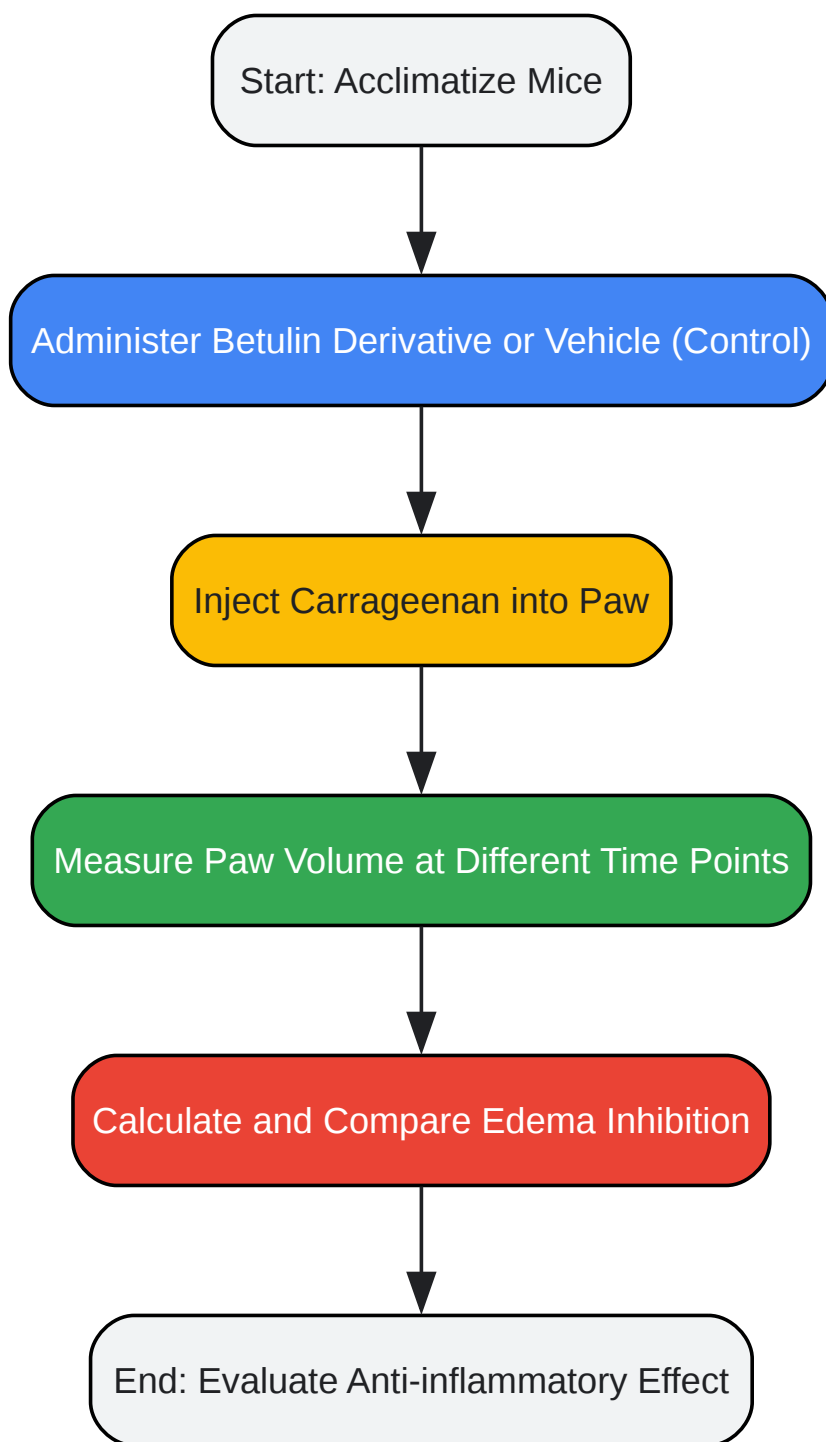 Start: Acclimatize Mice
Administer Betulin Derivative or Vehicle (Control)
Inject Carrageenan into Paw
Measure Paw Volume at Different Time Points
Calculate and Compare Edema Inhibition
End: Evaluate Anti-inflammatory Effect